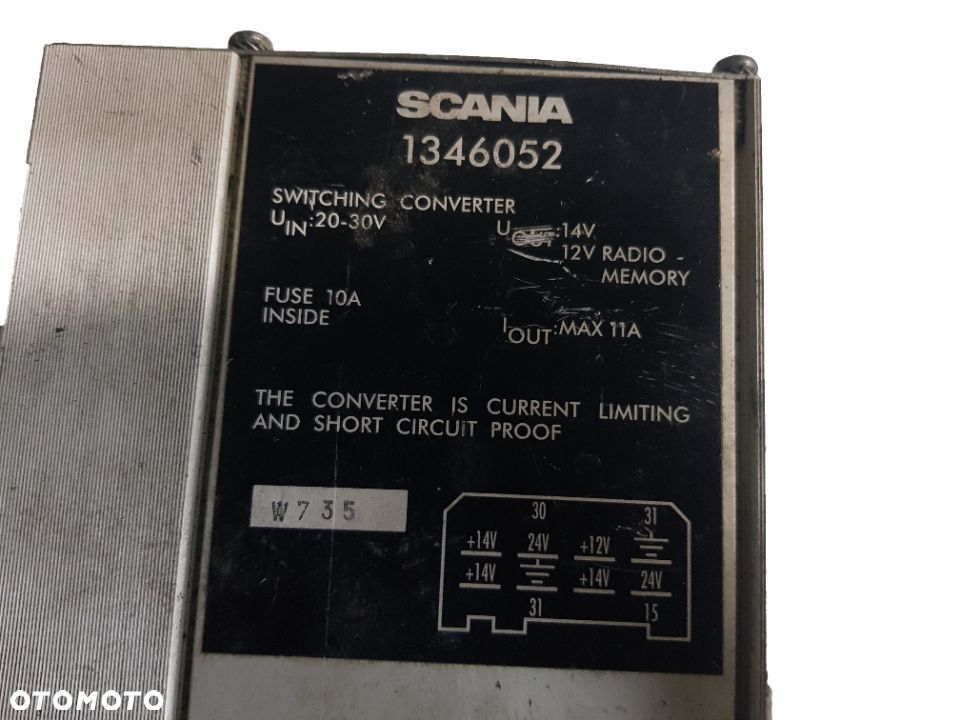 SCANIA
1346052
SWITCHING CONVERTER
UIN:20-30V
UOUT:14V
12V RADIO -
MEMORY
FUSE 10A
INSIDE
IOUT:MAX 11A
THE CONVERTER IS CURRENT LIMITING
AND SHORT CIRCUIT PROOF
W735
30 31
+14V 24V +12V
+14V +14V 24V
31 15
OTOMOTO